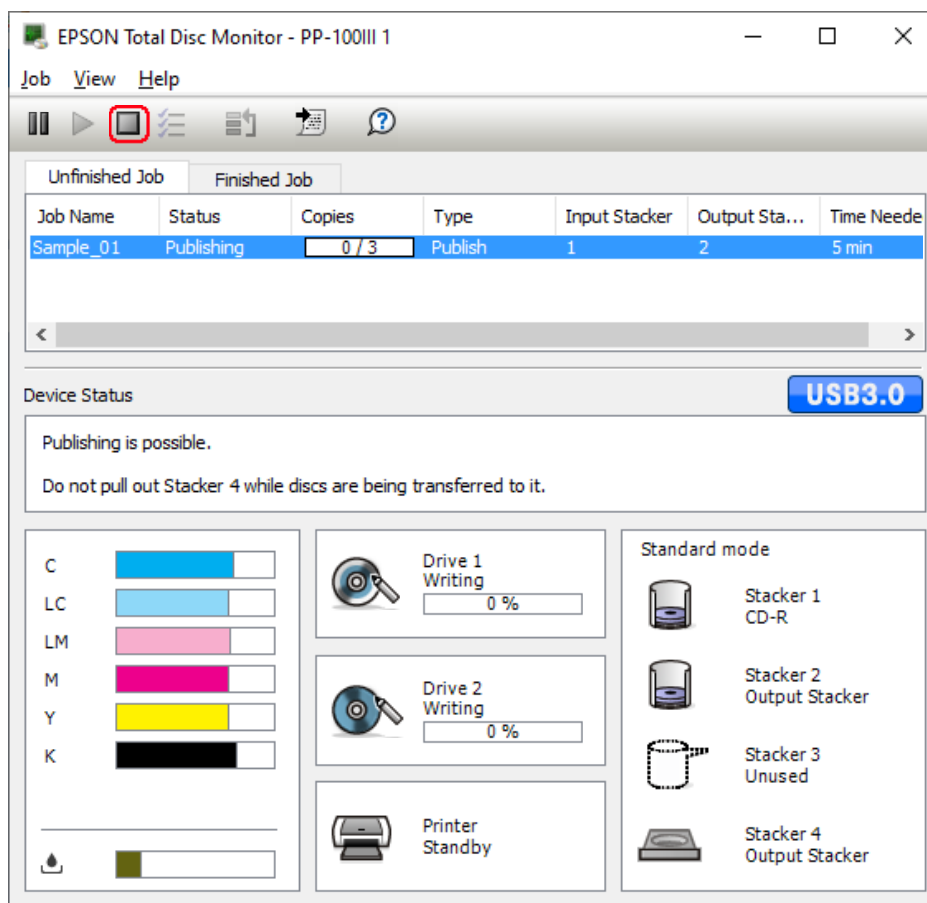 EPSON Total Disc Monitor - PP-100III 1
Job View Help
Unfinished Job Finished Job
Job Name Status Copies Type Input Stacker Output Sta... Time Neede
Sample_01 Publishing 0 / 3 Publish 1 2 5 min
Device Status USB3.0
Publishing is possible.
Do not pull out Stacker 4 while discs are being transferred to it.
C
LC
LM
M
Y
K
Drive 1
Writing
0 %
Drive 2
Writing
0 %
Printer
Standby
Standard mode
Stacker 1
CD-R
Stacker 2
Output Stacker
Stacker 3
Unused
Stacker 4
Output Stacker